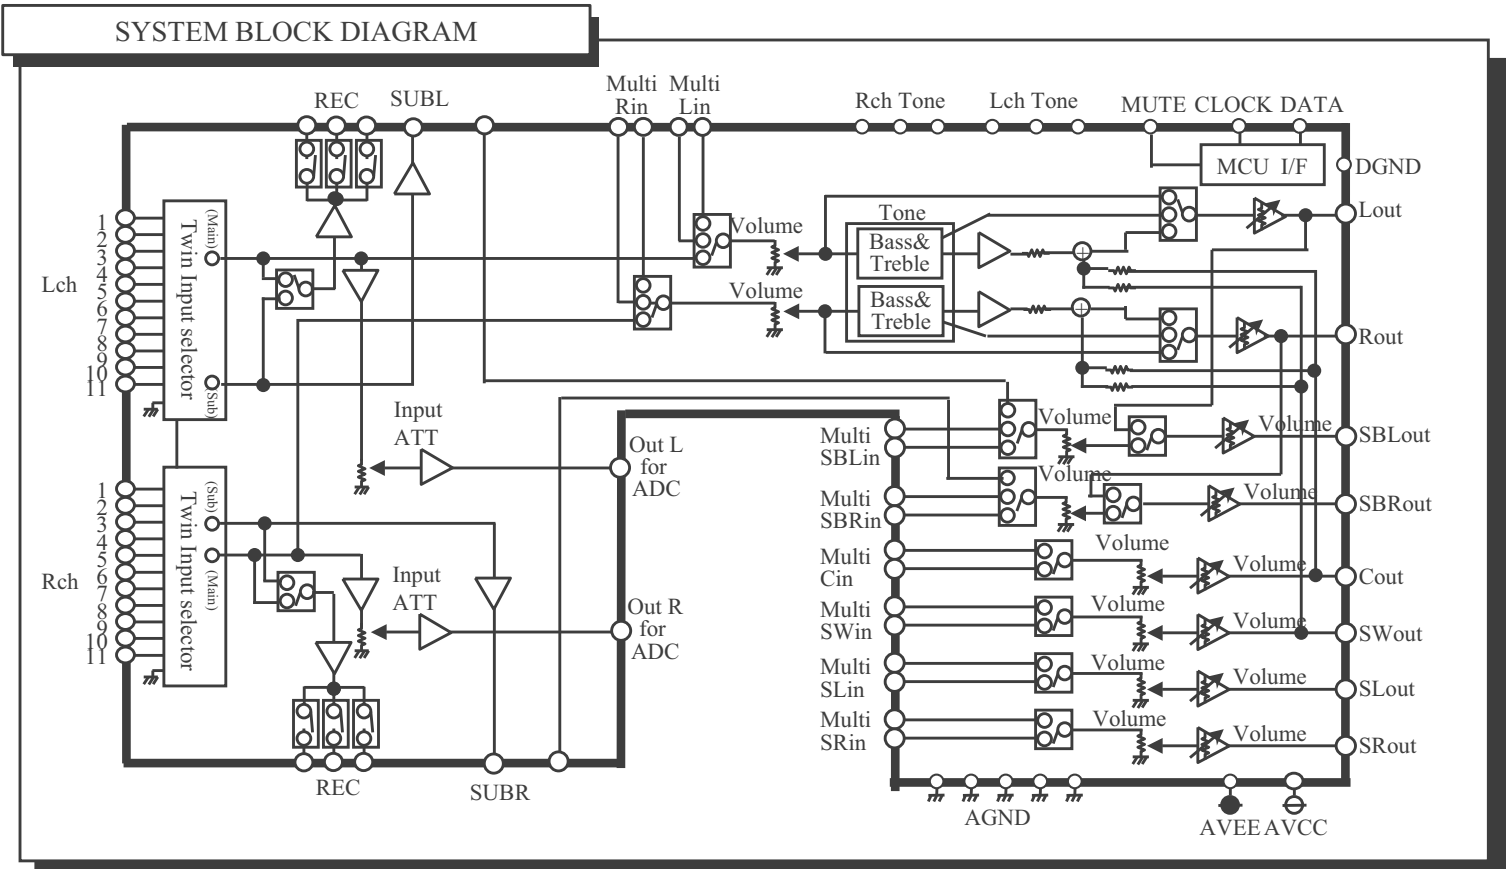 SYSTEM BLOCK DIAGRAM
REC
SUBL
Multi
Rin
Multi
Lin
Rch Tone
Lch Tone
MUTE CLOCK DATA
MCU I/F
DGND
Lch
1
2
3
4
5
6
7
8
9
10
11
Twin Input selector
(Main)
(Sub)
Volume
Volume
Tone
Bass&
Treble
Bass&
Treble
Lout
Rout
Input
ATT
Out L
for
ADC
Multi
SBLin
Volume
Volume
SBLout
Multi
SBRin
Volume
Volume
SBRout
Rch
1
2
3
4
5
6
7
8
9
10
11
Twin Input selector
(Sub)
(Main)
Input
ATT
Out R
for
ADC
Multi
Cin
Volume
Volume
Cout
Multi
SWin
Volume
Volume
SWout
Multi
SLin
Volume
Volume
SLout
Multi
SRin
Volume
Volume
SRout
REC
SUBR
AGND
AVEE
AVCC